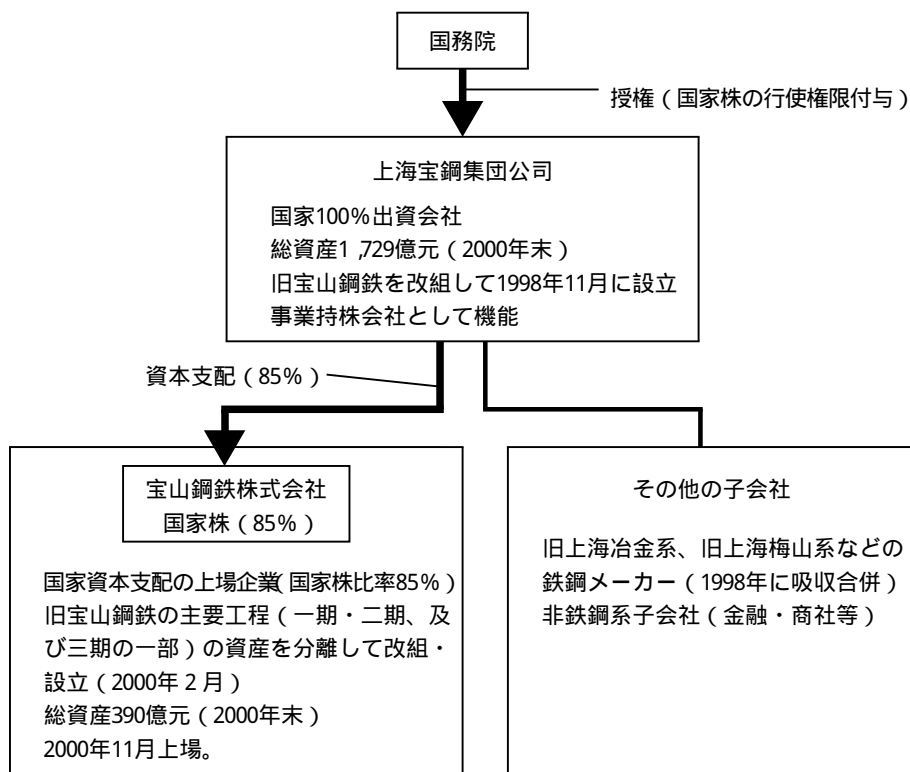 国務院
授権（国家株の行使権限付与）
上海宝鋼集団公司
国家100%出資会社
総資産1,729億元（2000年末）
旧宝山鋼鉄を改組して1998年11月に設立
事業持株会社として機能
資本支配（85%）
宝山鋼鉄株式会社
国家株（85%）
国家資本支配の上場企業（国家株比率85%）
旧宝山鋼鉄の主要工程（一期・二期、及
び三期の一部）の資産を分離して改組・
設立（2000年2月）
総資産390億元（2000年末）
2000年11月上場。
その他の子会社
旧上海冶金系、旧上海梅山系などの
鉄鋼メーカー（1998年に吸収合併）
非鉄鋼系子会社（金融・商社等）